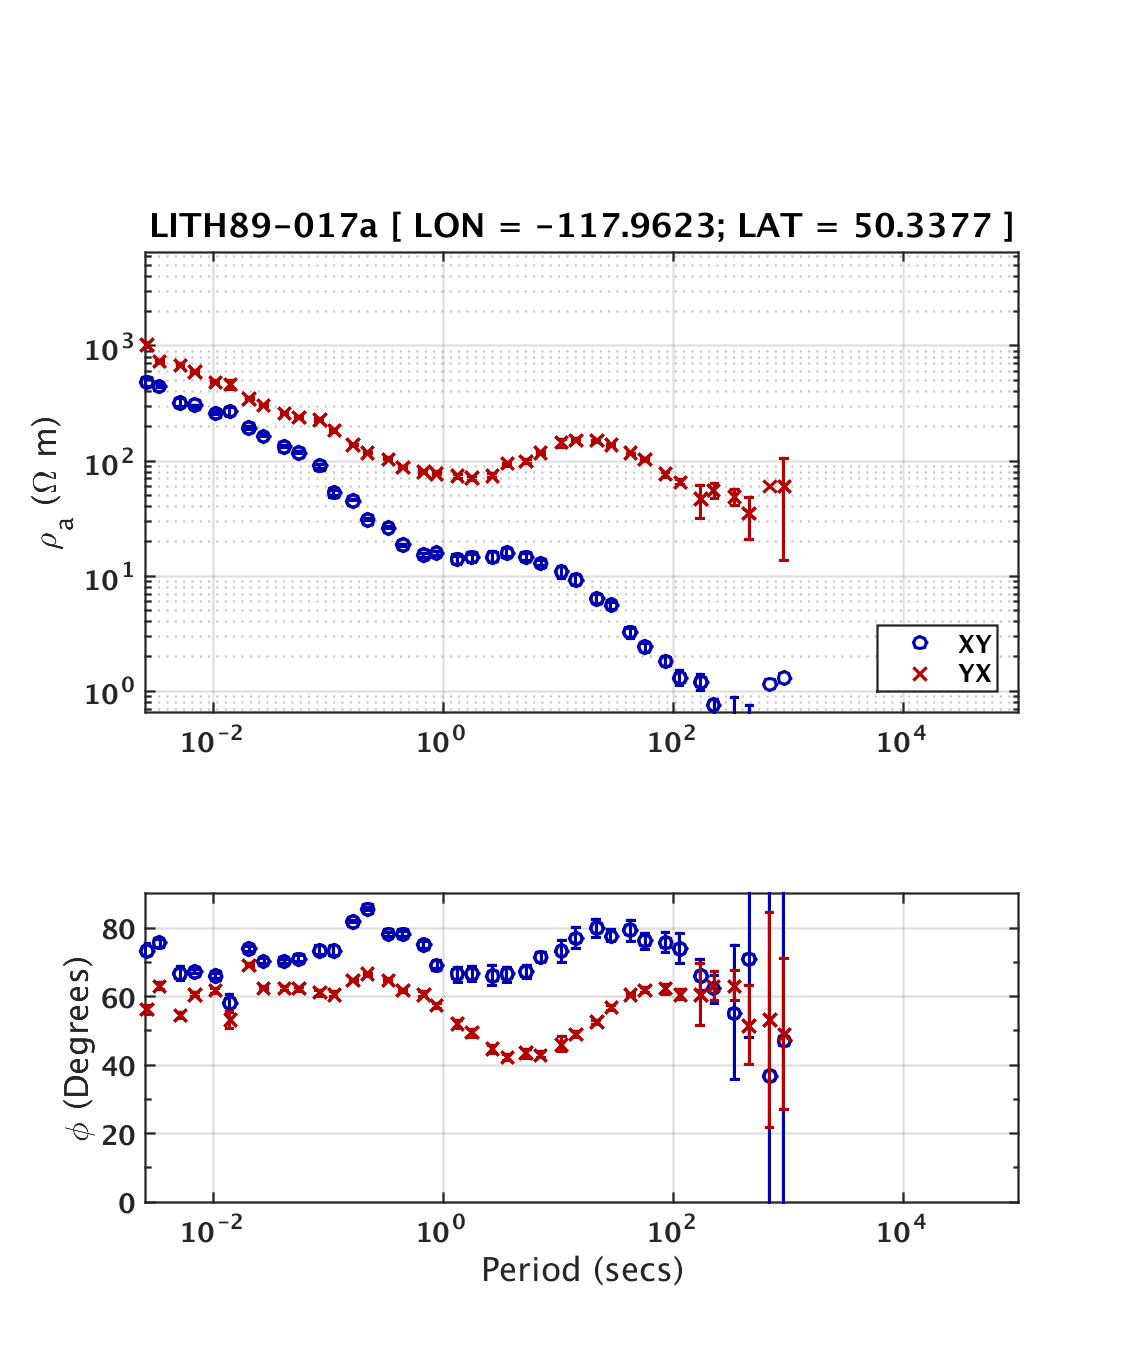 LITH89-017a [ LON = -117.9623; LAT = 50.3377 ]
ρa (Ω m)
10³
10²
10¹
10⁰
XY
YX
10⁻² 10⁰ 10² 10⁴
ϕ (Degrees)
80
60
40
20
0
10⁻² 10⁰ 10² 10⁴
Period (secs)